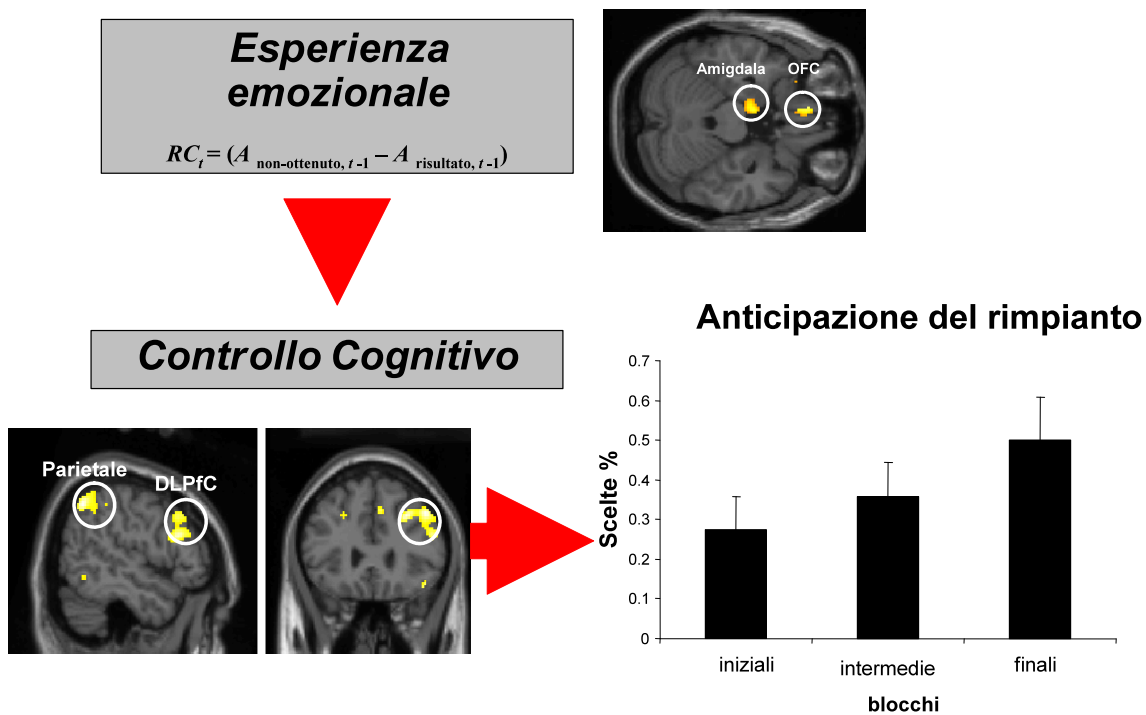 Esperienza
emozionale
RCt = (A non-ottenuto, t -1 – A risultato, t -1)
Amigdala OFC
Controllo Cognitivo
Parietale
DLPfC
Anticipazione del rimpianto
Scelte %
0.7
0.6
0.5
0.4
0.3
0.2
0.1
0
iniziali intermedie finali
blocchi